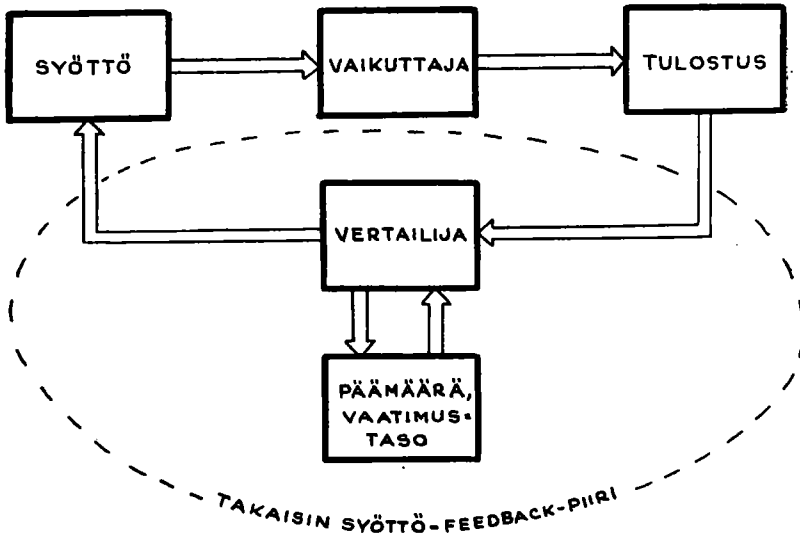 SYÖTTÖ
VAIKUTTAJA
TULOSTUS
VERTAILIJA
PÄÄMÄÄRÄ,
VAATIMUS-
TASO
TAKAISIN SYÖTTÖ-FEEDBACK-PIIRI